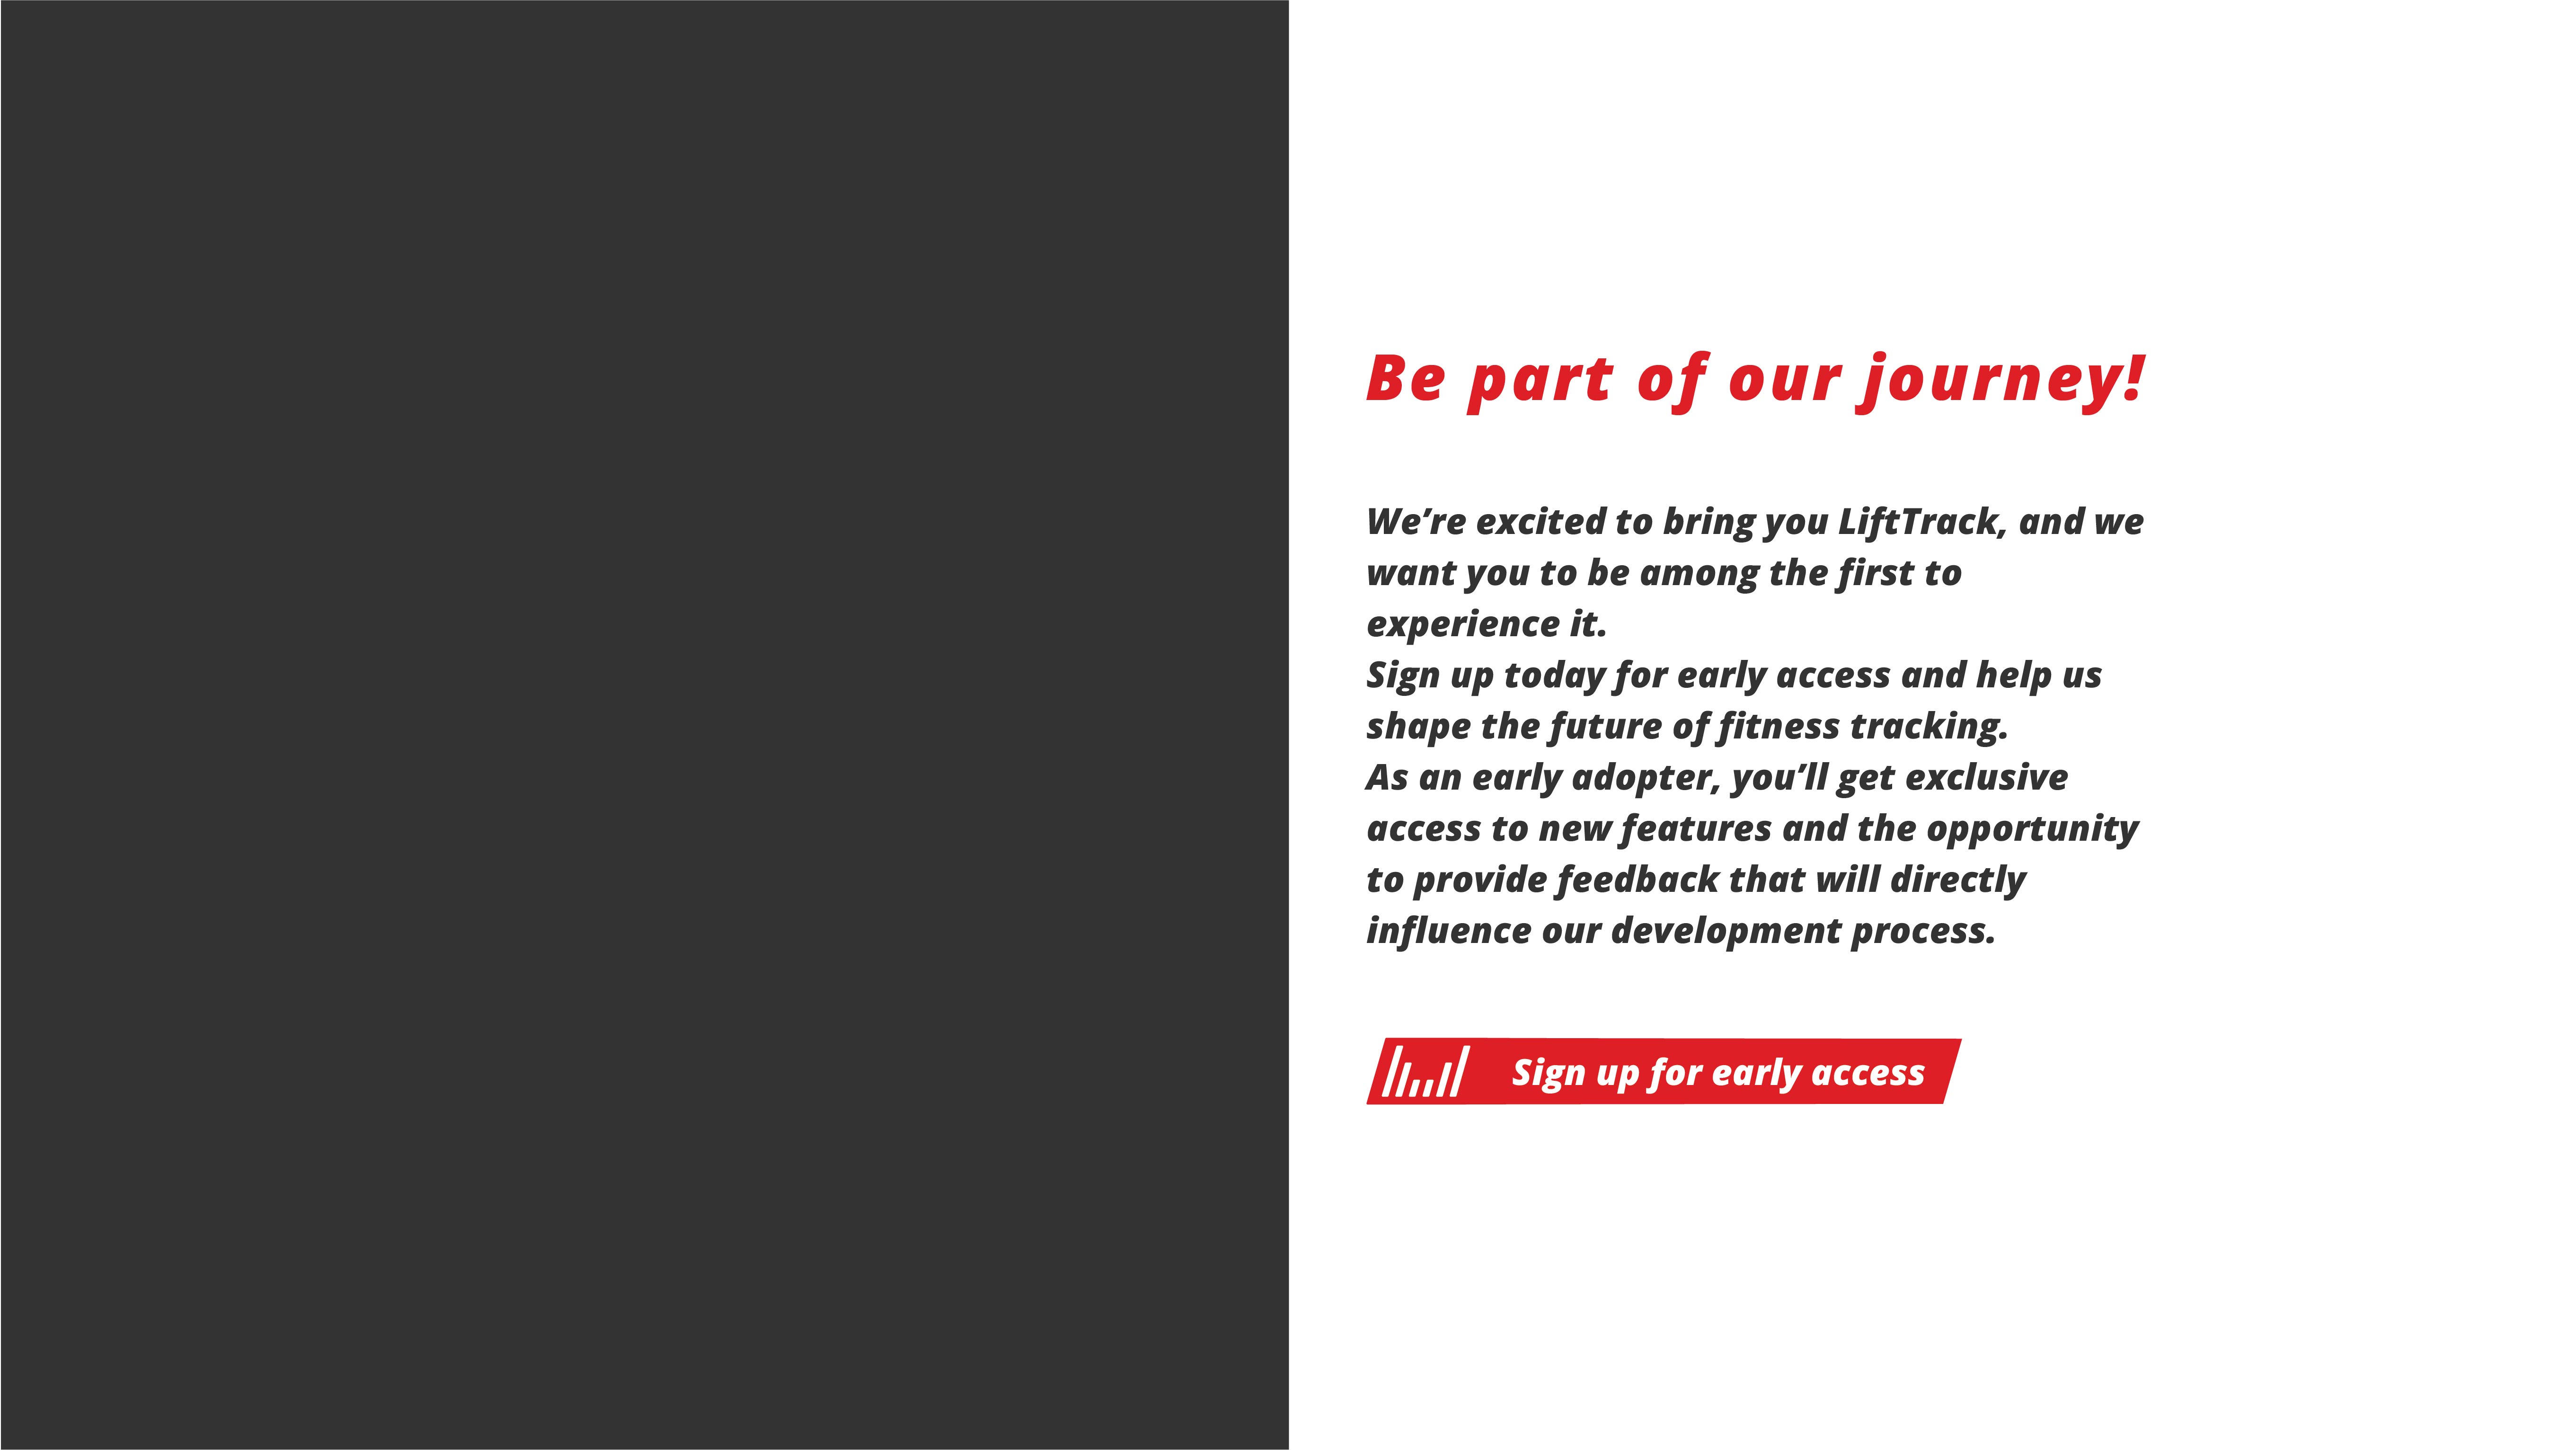 Be part of our journey!
We’re excited to bring you LiftTrack, and we
want you to be among the first to
experience it.
Sign up today for early access and help us
shape the future of fitness tracking.
As an early adopter, you’ll get exclusive
access to new features and the opportunity
to provide feedback that will directly
influence our development process.
Sign up for early access